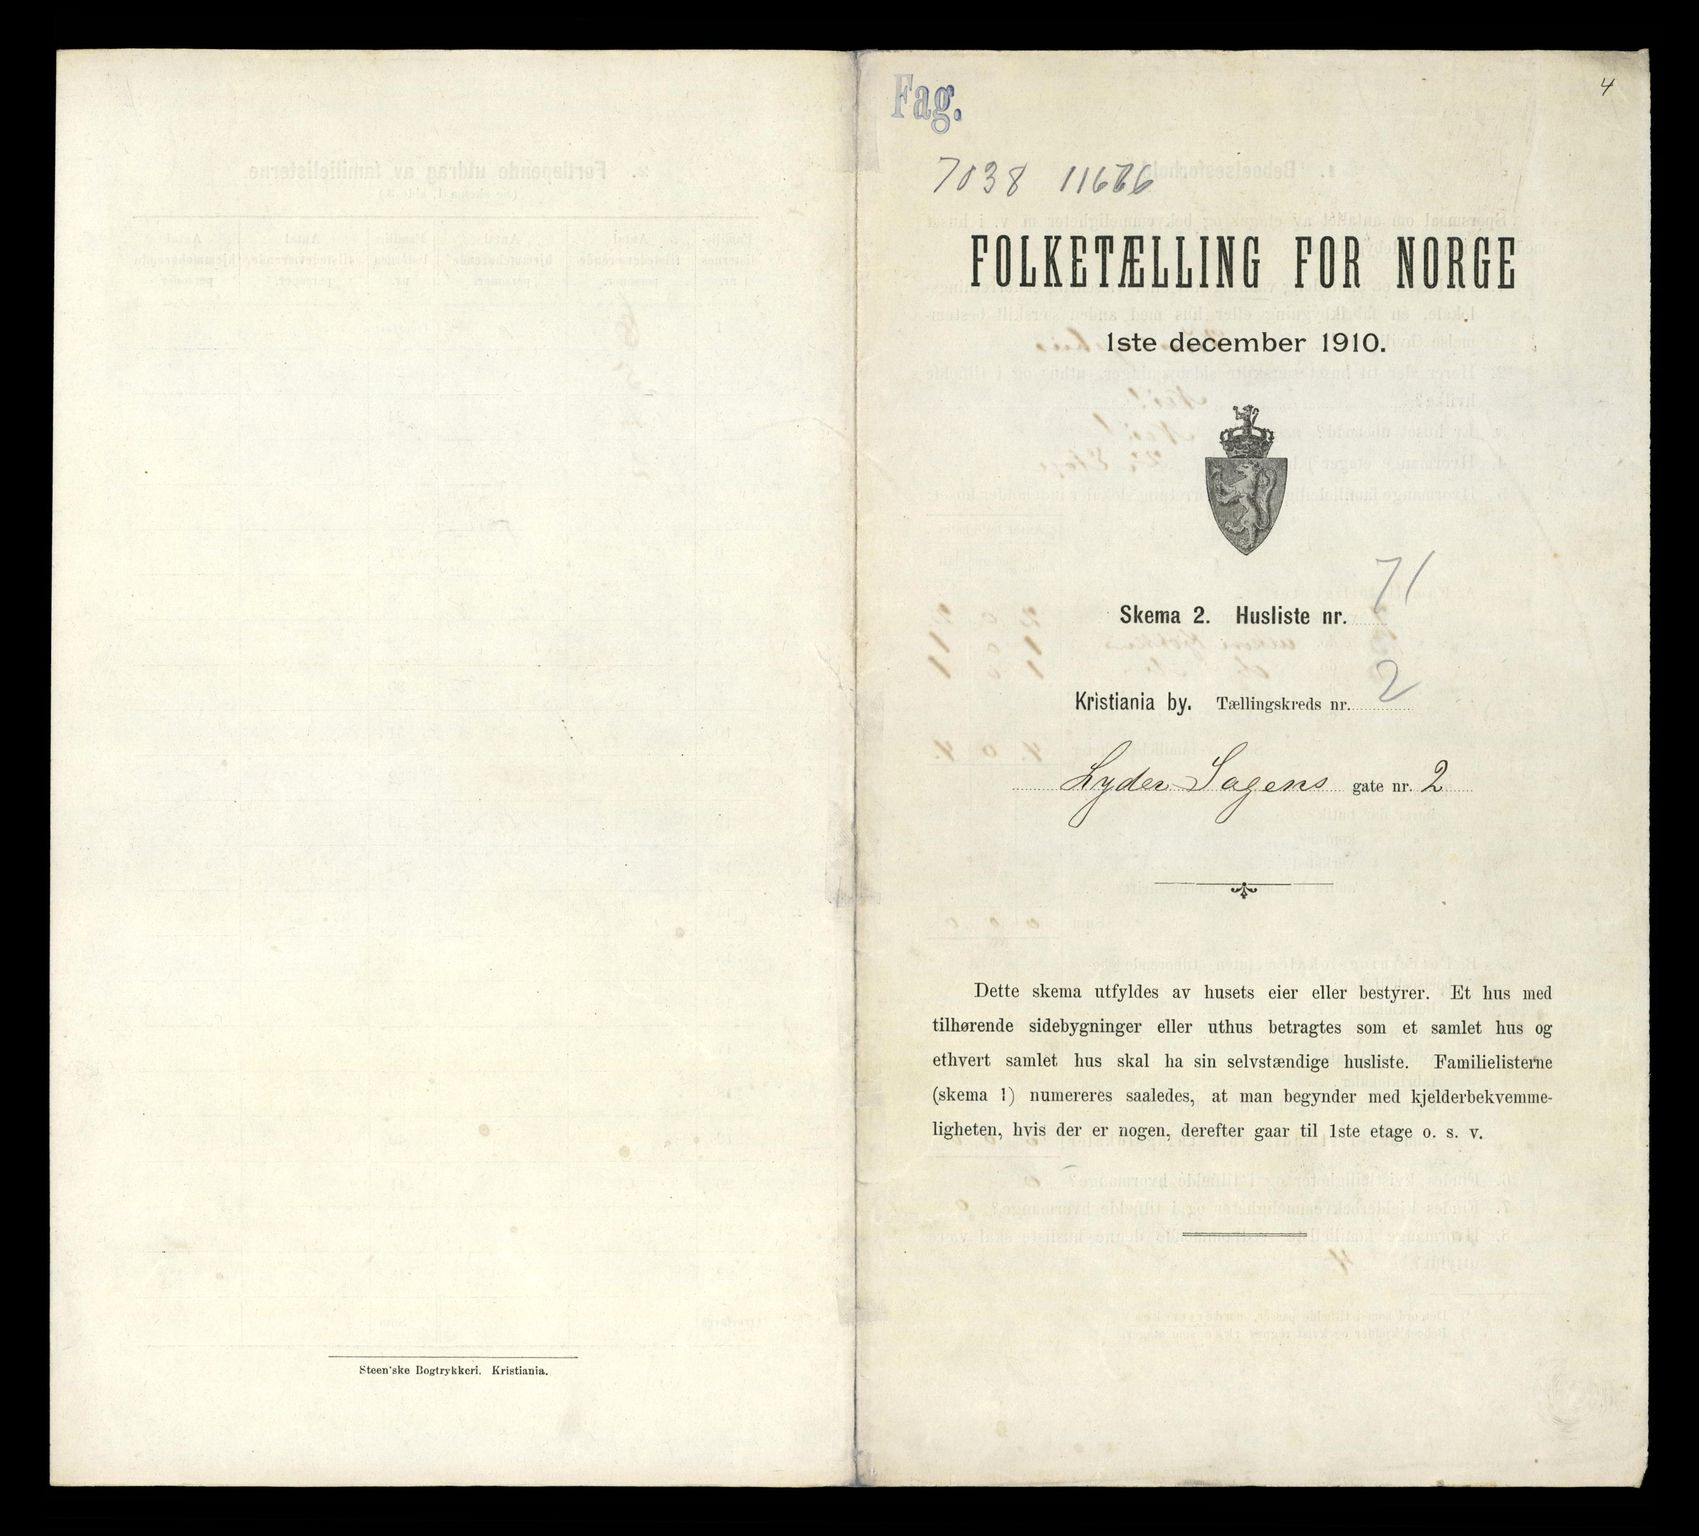 Fag.
4
7038 11676
FOLKETÆLLING FOR NORGE
1ste december 1910.
Skema 2. Husliste nr. 71
Kristiania by. Tællingskreds nr. 2
Lyder Sagens gate nr. 2
Dette skema utfyldes av husets eier eller bestyrer. Et hus med
tilhørende sidebygninger eller uthus betragtes som et samlet hus og
ethvert samlet hus skal ha sin selvstændige husliste. Familielisterne
(skema 1) numereres saaledes, at man begynder med kjelderbekvemme-
ligheten, hvis der er nogen, derefter gaar til 1ste etage o. s. v.
Steen'ske Bogtrykkeri. Kristiania.